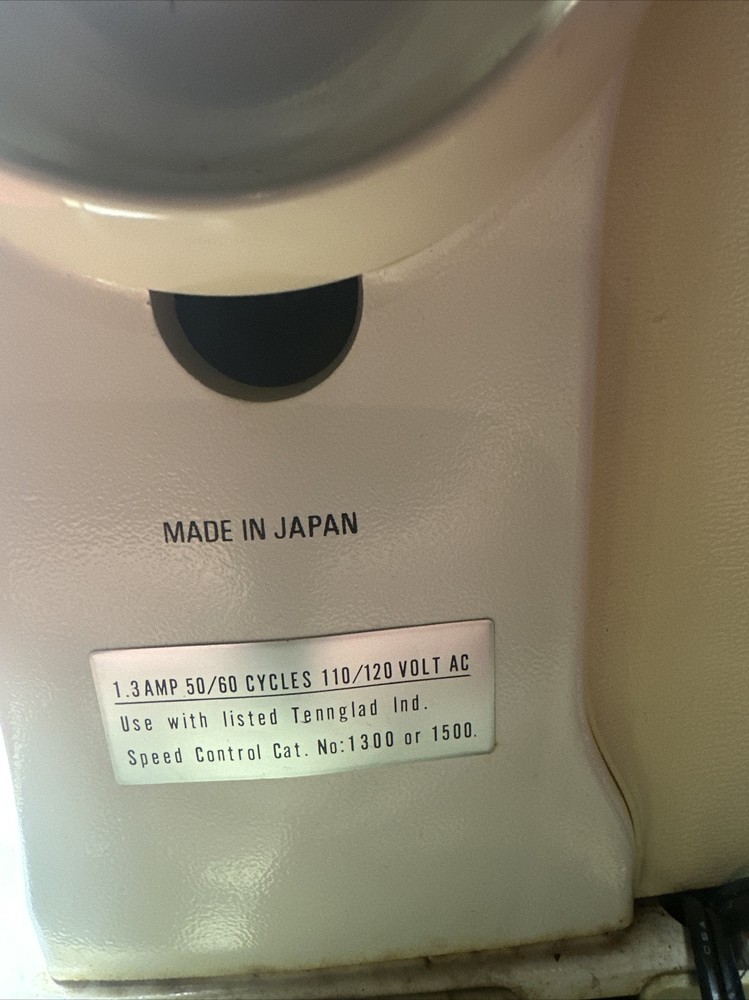 MADE IN JAPAN
1.3 AMP 50/60 CYCLES 110/120 VOLT AC
Use with listed Tennglad Ind.
Speed Control Cat. No:1300 or 1500.
CSA